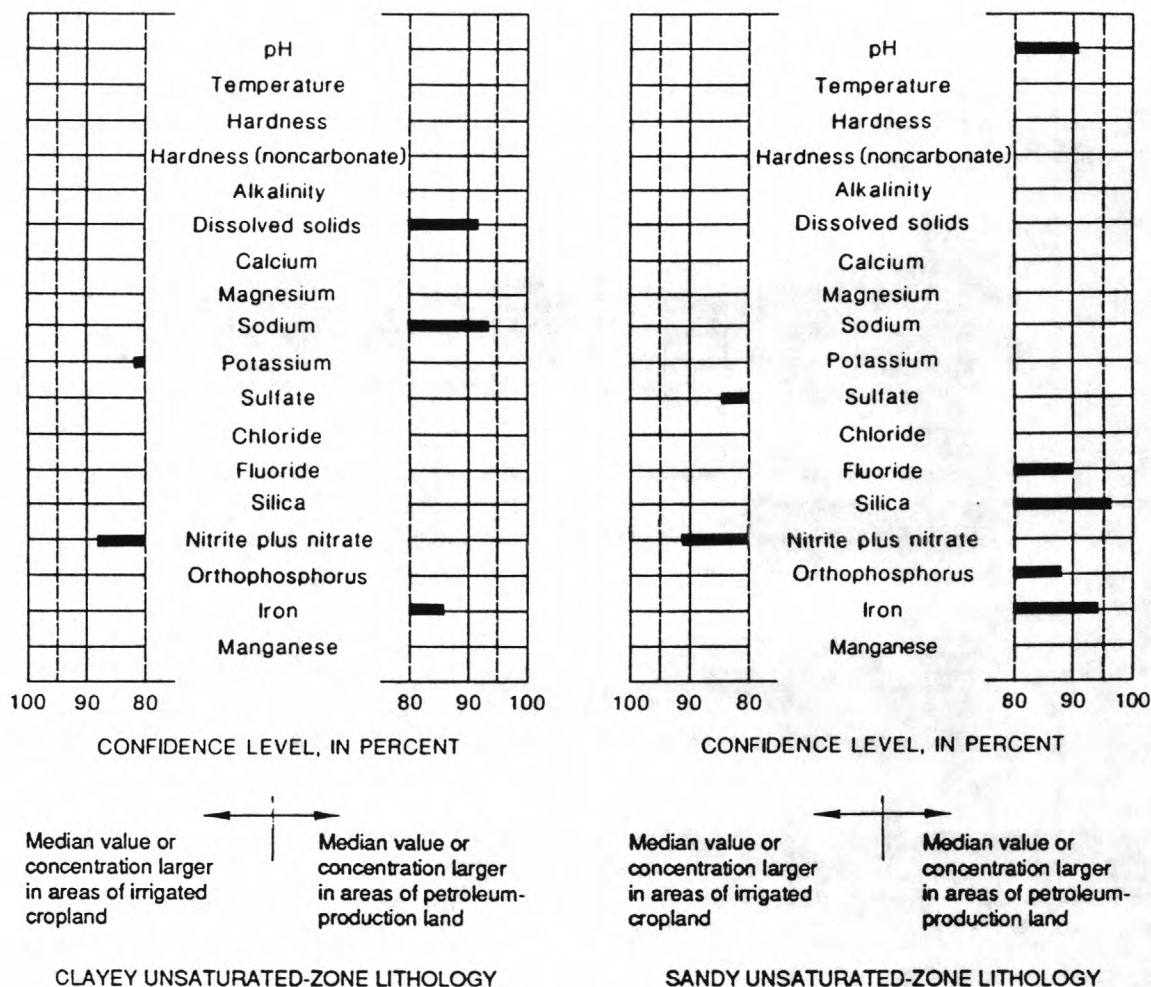 pH
Temperature
Hardness
Hardness (noncarbonate)
Alkalinity
Dissolved solids
Calcium
Magnesium
Sodium
Potassium
Sulfate
Chloride
Fluoride
Silica
Nitrite plus nitrate
Orthophosphorus
Iron
Manganese
100 90 80 80 90 100
CONFIDENCE LEVEL, IN PERCENT
Median value or
concentration larger
in areas of irrigated
cropland
Median value or
concentration larger
in areas of petroleum-
production land
CLAYEY UNSATURATED-ZONE LITHOLOGY
pH
Temperature
Hardness
Hardness (noncarbonate)
Alkalinity
Dissolved solids
Calcium
Magnesium
Sodium
Potassium
Sulfate
Chloride
Fluoride
Silica
Nitrite plus nitrate
Orthophosphorus
Iron
Manganese
100 90 80 80 90 100
CONFIDENCE LEVEL, IN PERCENT
Median value or
concentration larger
in areas of irrigated
cropland
Median value or
concentration larger
in areas of petroleum-
production land
SANDY UNSATURATED-ZONE LITHOLOGY